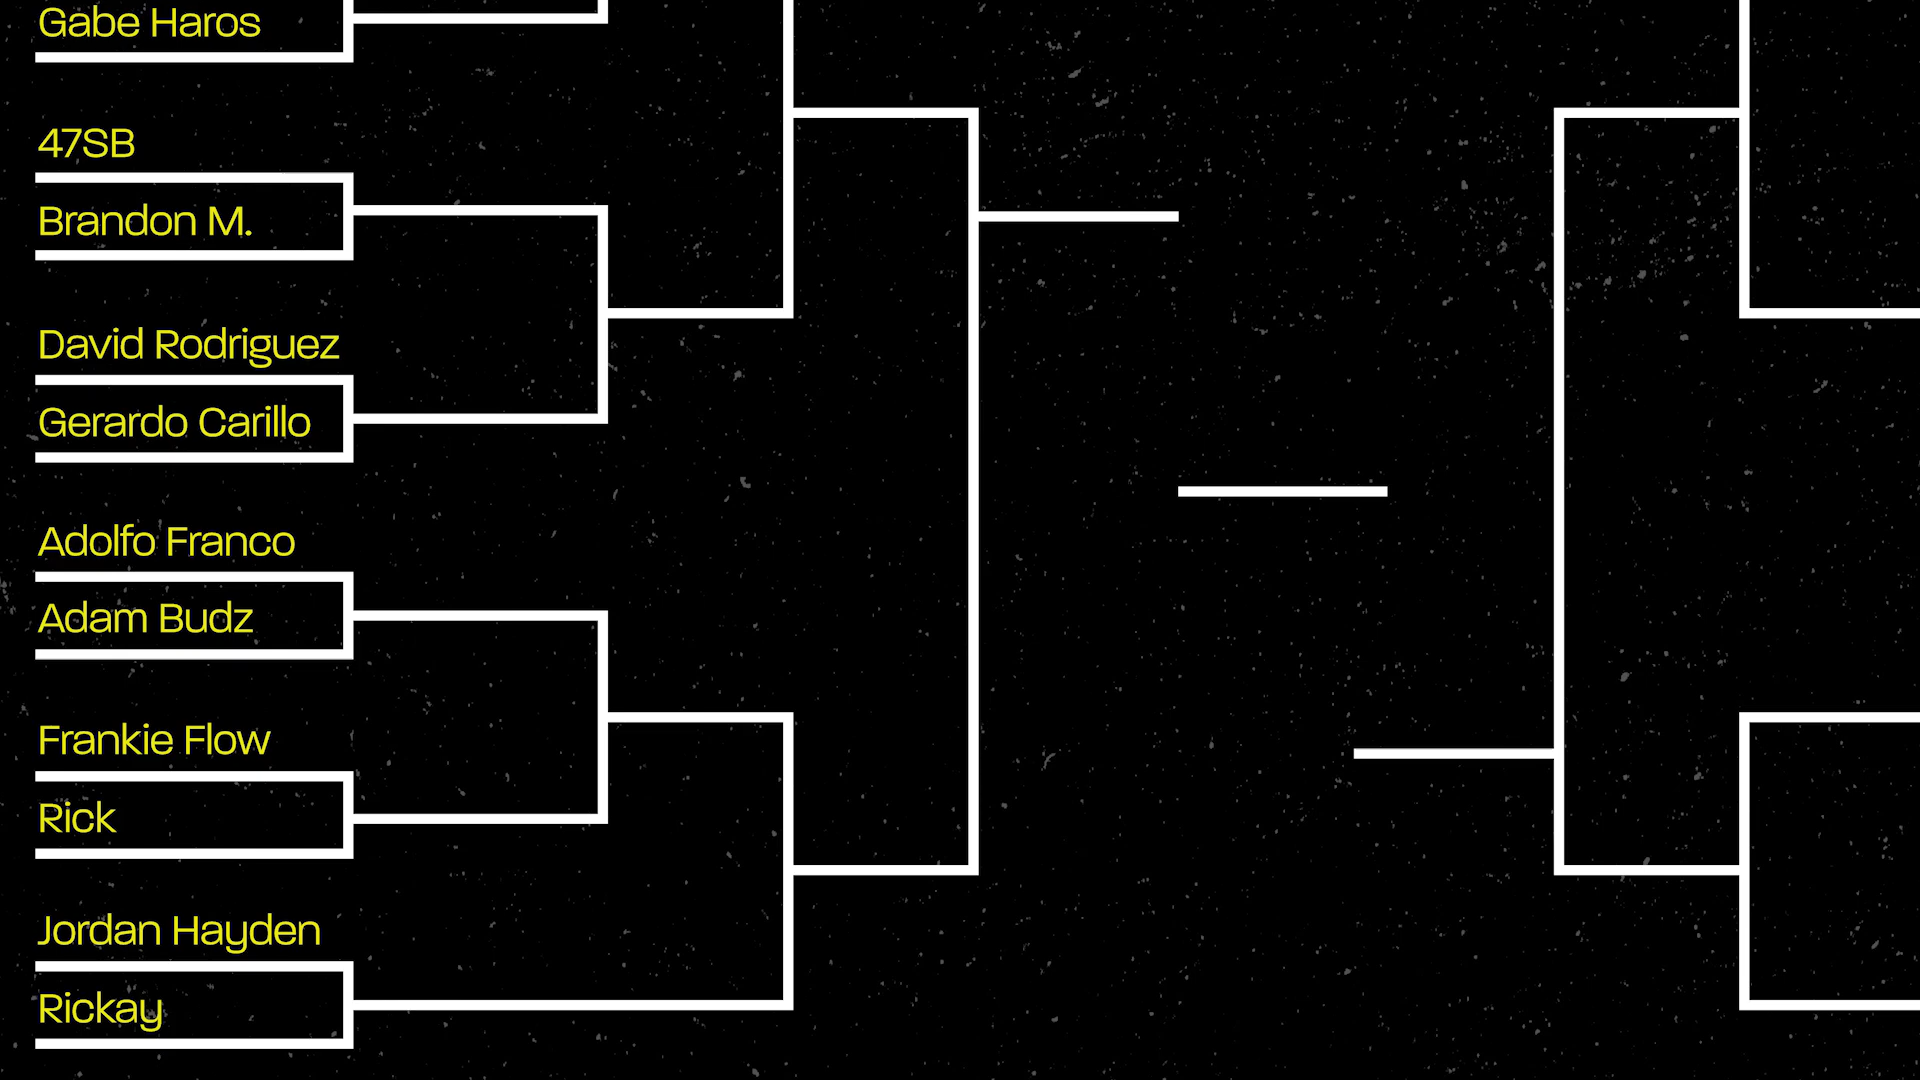 Gabe Haros
47SB
Brandon M.
David Rodriguez
Gerardo Carillo
Adolfo Franco
Adam Budz
Frankie Flow
Rick
Jordan Hayden
Rickay